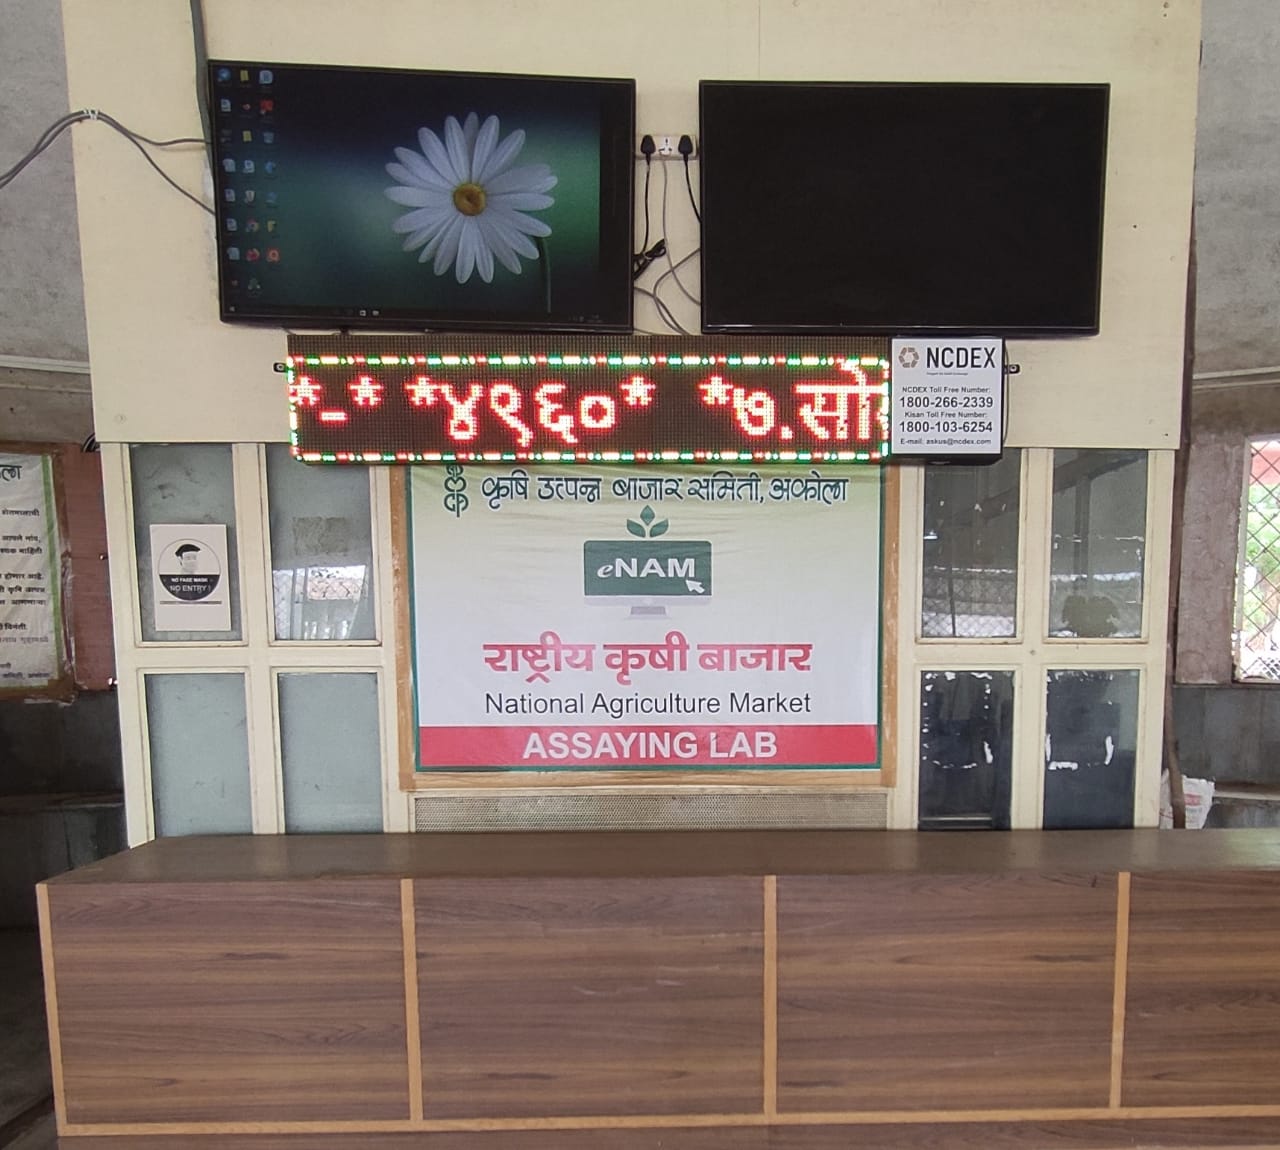 *-* *४९६०* *७.सो
NCDEX
NCDEX Toll Free Number:
1800-266-2339
Kisan Toll Free Number:
1800-103-6254
E-mail: askus@ncdex.com
कृषि उत्पन्न बाजार समिती, अकोला
eNAM
राष्ट्रीय कृषी बाजार
National Agriculture Market
ASSAYING LAB
NO FACE MASK
NO ENTRY !